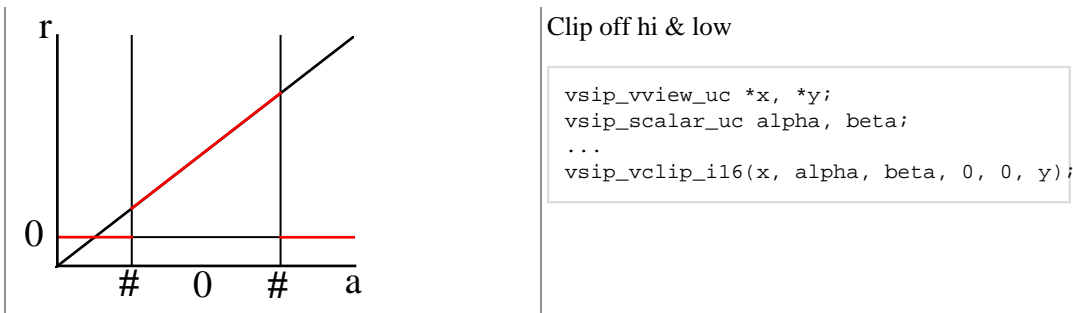 r
0
#
0
#
a
Clip off hi & low
vsip_vview_uc *x, *y;
vsip_scalar_uc alpha, beta;
...
vsip_vclip_i16(x, alpha, beta, 0, 0, y);